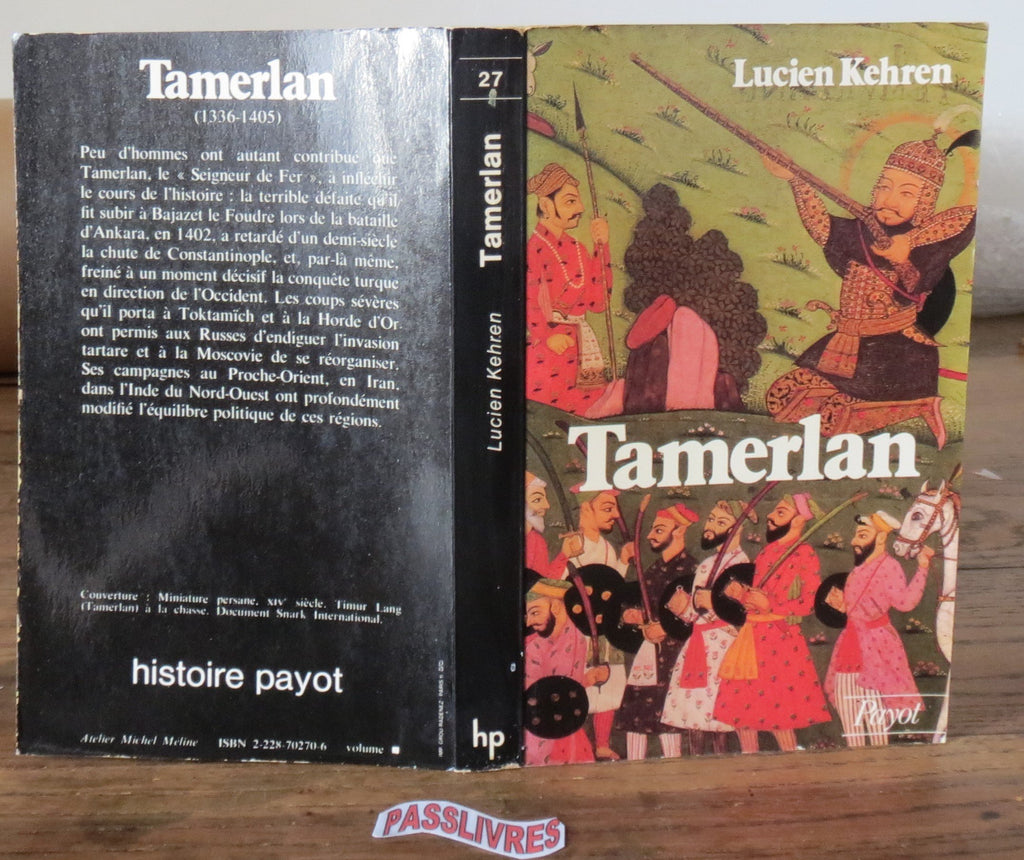 Tamerlan
(1336-1405)
Peu d'hommes ont autant contribué que
Tamerlan, le « Seigneur de Fer », à infléchir
le cours de l'histoire : la terrible défaite qu'il
fit subir à Bajazet le Foudre lors de la bataille
d'Ankara, en 1402, a retardé d'un demi-siècle
la chute de Constantinople, et, par-là même,
freiné à un moment décisif la conquête turque
en direction de l'Occident. Les coups sévères
qu'il porta à Toktamïch et à la Horde d'Or
ont permis aux Russes d'endiguer l'invasion
tartare et à la Moscovie de se réorganiser.
Ses campagnes au Proche-Orient, en Iran,
dans l'Inde du Nord-Ouest ont profondément
modifié l'équilibre politique de ces régions.
Couverture : Miniature persane, XIVe siècle. Timur Lang
(Tamerlan) à la chasse. Document Snark International.
histoire payot
Atelier Michel Méline ISBN 2-228-70270-6 volume ■
27
Tamerlan
Lucien Kehren
hp
Lucien Kehren
Tamerlan
Payot
PASSLIVRES